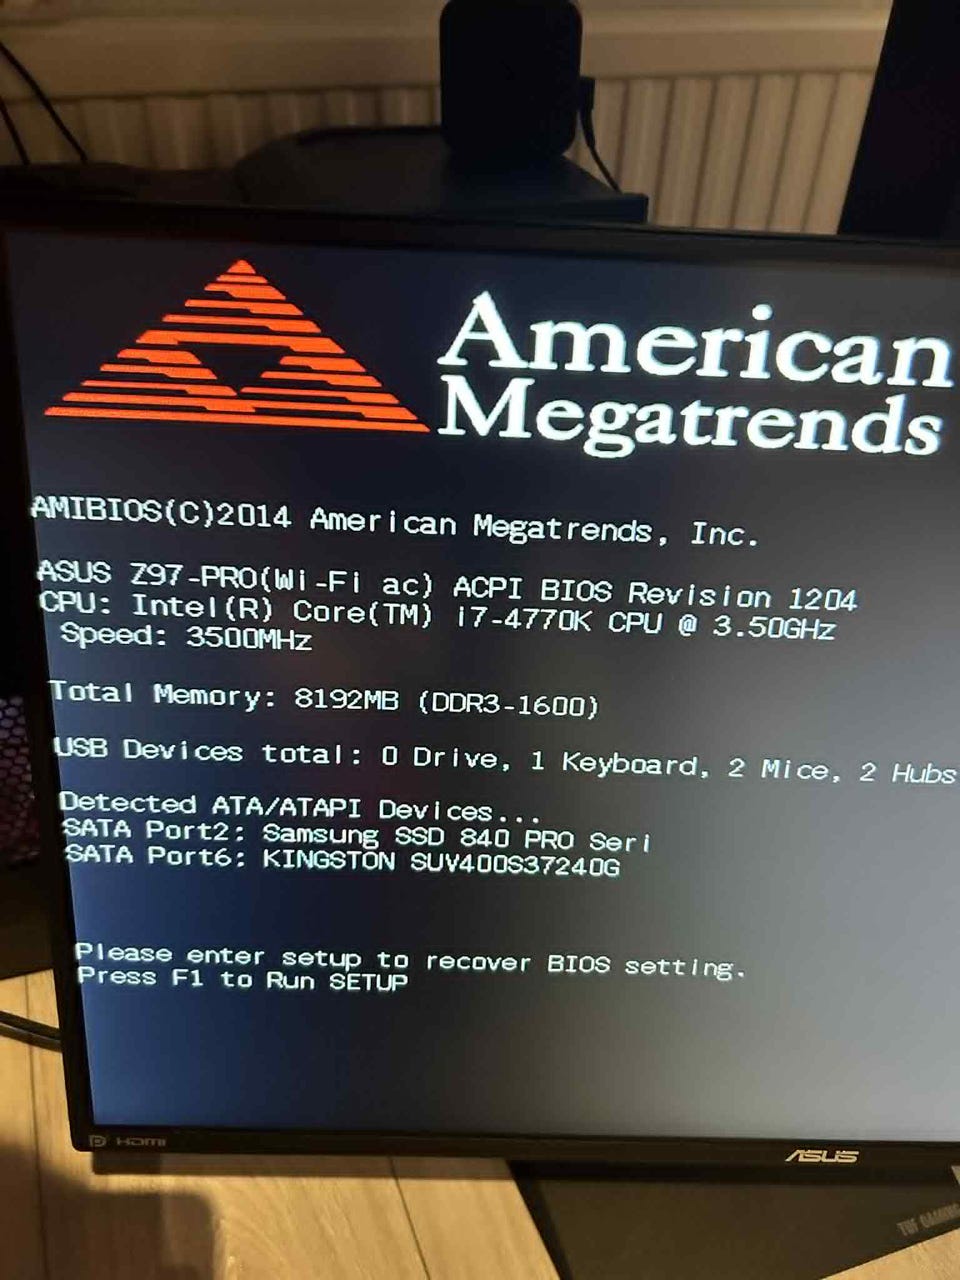 American
Megatrends
AMIBIOS(C)2014 American Megatrends, Inc.
ASUS Z97-PRO(Wi-Fi ac) ACPI BIOS Revision 1204
CPU: Intel(R) Core(TM) i7-4770K CPU @ 3.50GHz
Speed: 3500MHz
Total Memory: 8192MB (DDR3-1600)
USB Devices total: 0 Drive, 1 Keyboard, 2 Mice, 2 Hubs
Detected ATA/ATAPI Devices...
SATA Port2: Samsung SSD 840 PRO Seri
SATA Port6: KINGSTON SUV400S37240G
Please enter setup to recover BIOS setting.
Press F1 to Run SETUP
HDMI
ASUS
TUF GAMING